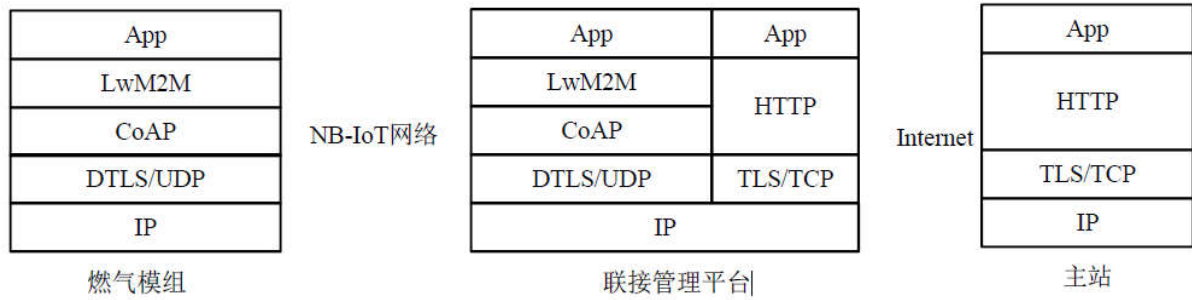 App
LwM2M
CoAP
DTLS/UDP
IP
燃气模组
NB-IoT网络
App
App
LwM2M
HTTP
CoAP
DTLS/UDP
TLS/TCP
IP
联接管理平台
Internet
App
HTTP
TLS/TCP
IP
主站